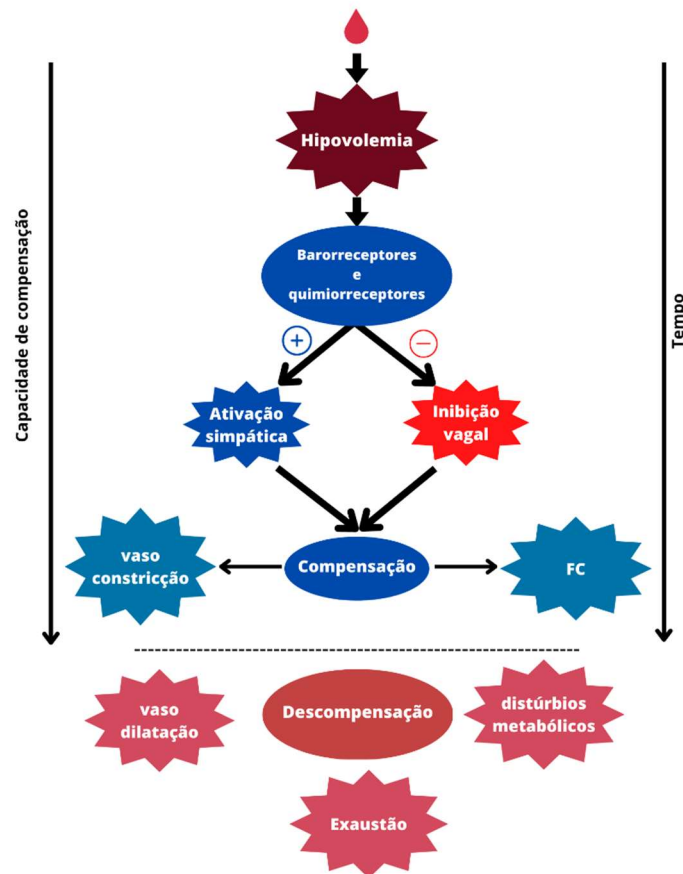 Hipovolemia
Barorreceptores
e
quimiorreceptores
+
−
Ativação
simpática
Inibição
vagal
Capacidade de compensação
Tempo
vaso
constricção
Compensação
FC
vaso
dilatação
Descompensação
distúrbios
metabólicos
Exaustão